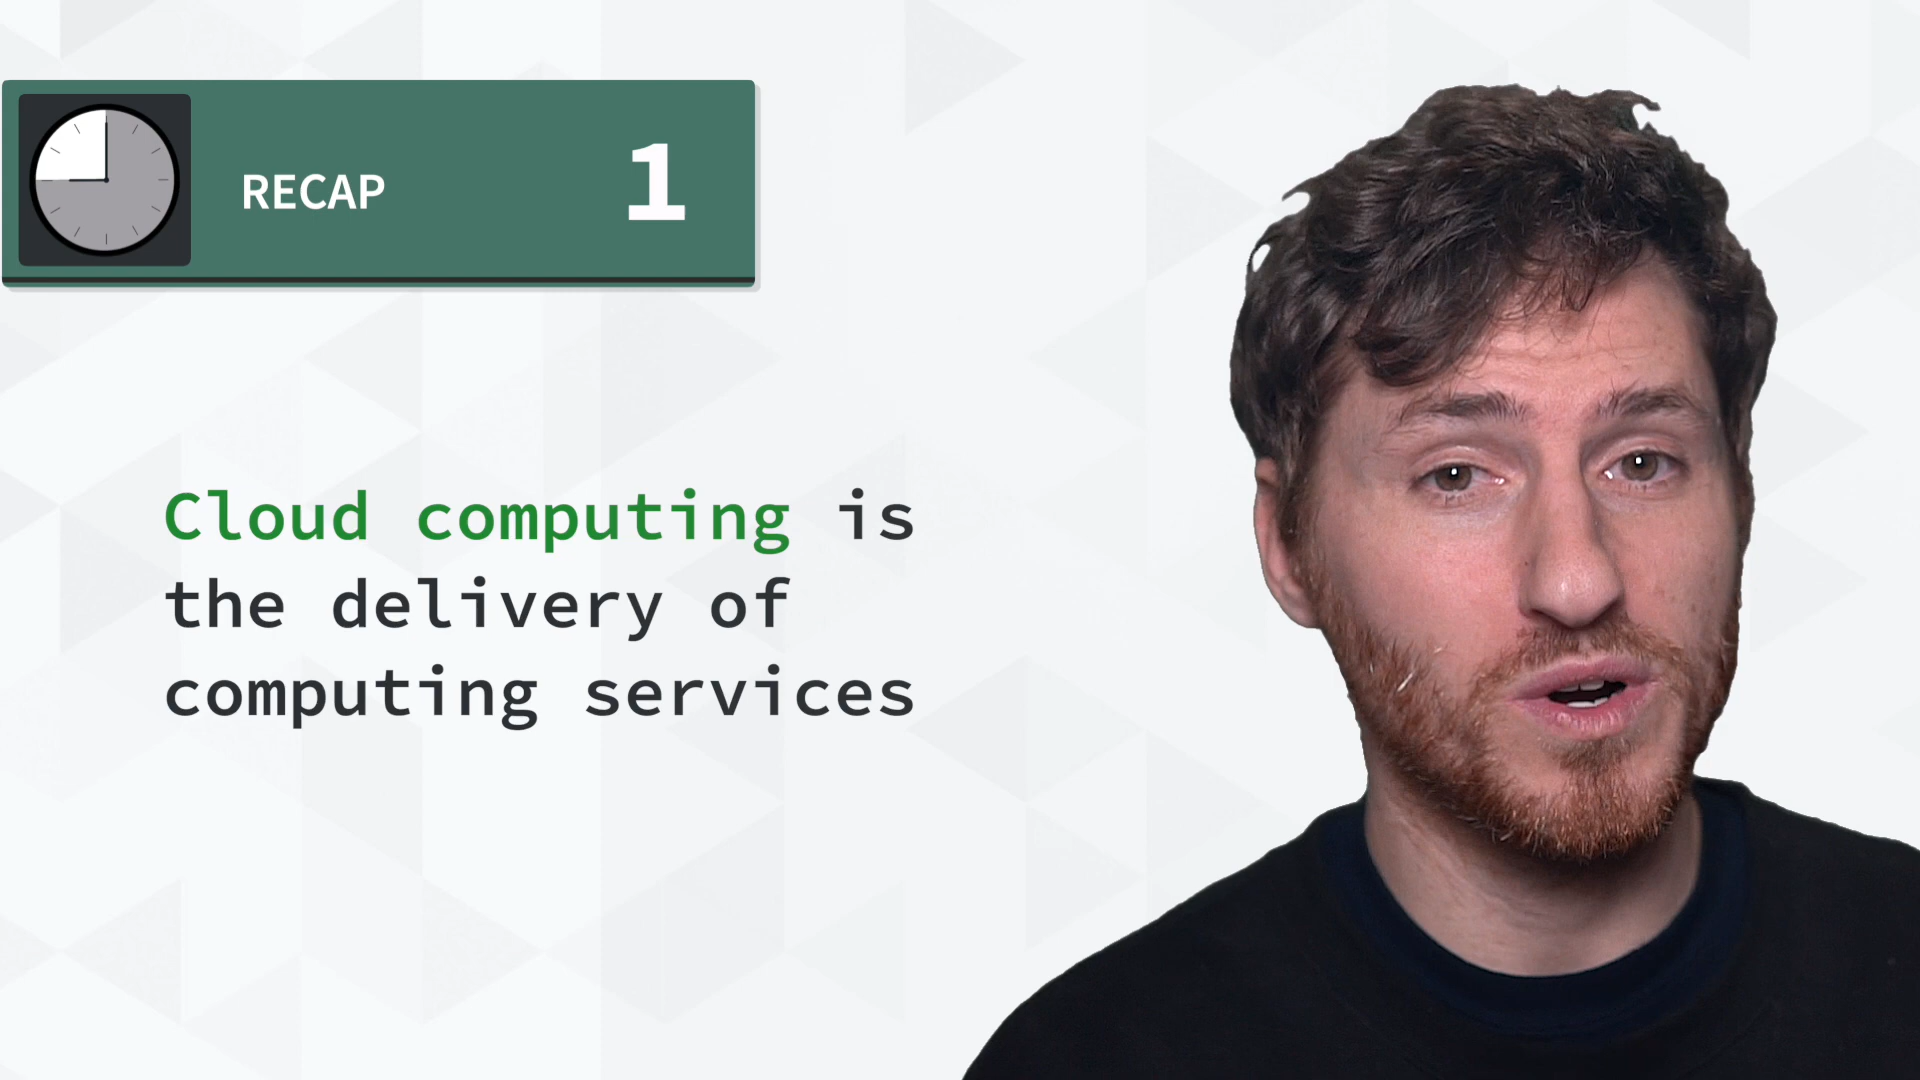 RECAP 1
Cloud computing is
the delivery of
computing services